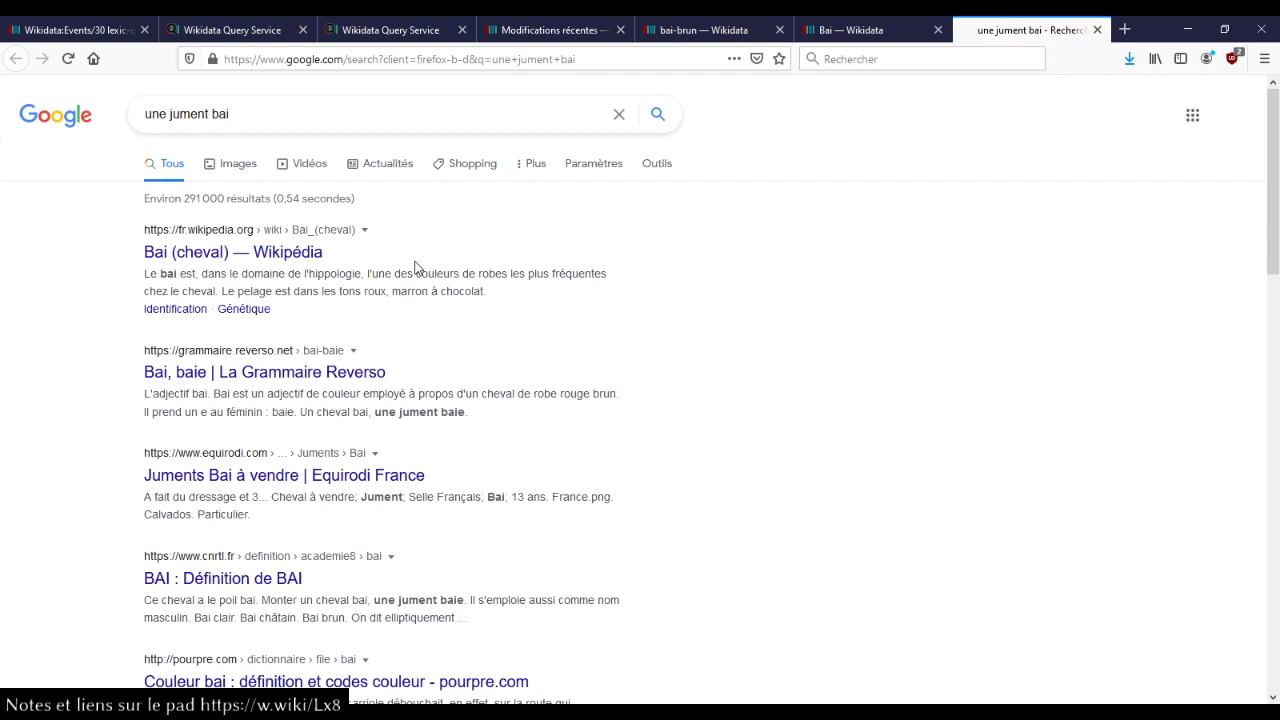 Wikidata:Events/30 lexic-o
Wikidata Query Service
Wikidata Query Service
Modifications récentes —
bai-brun — Wikidata
Bai — Wikidata
une jument bai - Recherch
https://www.google.com/search?client=firefox-b-d&q=une+jument+bai
Rechercher
2
Google
une jument bai
Tous
Images
Vidéos
Actualités
Shopping
Plus
Paramètres
Outils
Environ 291 000 résultats (0,54 secondes)
https://fr.wikipedia.org › wiki › Bai_(cheval)
Bai (cheval) — Wikipédia
Le bai est, dans le domaine de l'hippologie, l'une des couleurs de robes les plus fréquentes
chez le cheval. Le pelage est dans les tons roux, marron à chocolat.
Identification · Génétique
https://grammaire.reverso.net › bai-baie
Bai, baie | La Grammaire Reverso
L'adjectif bai. Bai est un adjectif de couleur employé à propos d'un cheval de robe rouge brun.
Il prend un e au féminin : baie. Un cheval bai, une jument baie.
https://www.equirodi.com › ... › Juments › Bai
Juments Bai à vendre | Equirodi France
A fait du dressage et 3... Cheval à vendre; Jument; Selle Français; Bai; 13 ans. France.png.
Calvados. Particulier.
https://www.cnrtl.fr › definition › academie8 › bai
BAI : Définition de BAI
Ce cheval a le poil bai. Monter un cheval bai, une jument baie. Il s'emploie aussi comme nom
masculin. Bai clair. Bai châtain. Bai brun. On dit elliptiquement ...
http://pourpre.com › dictionnaire › file › bai
Couleur bai : définition et codes couleur - pourpre.com
carriole débouchait, en effet, sur la route qui
Notes et liens sur le pad https://w.wiki/Lx8